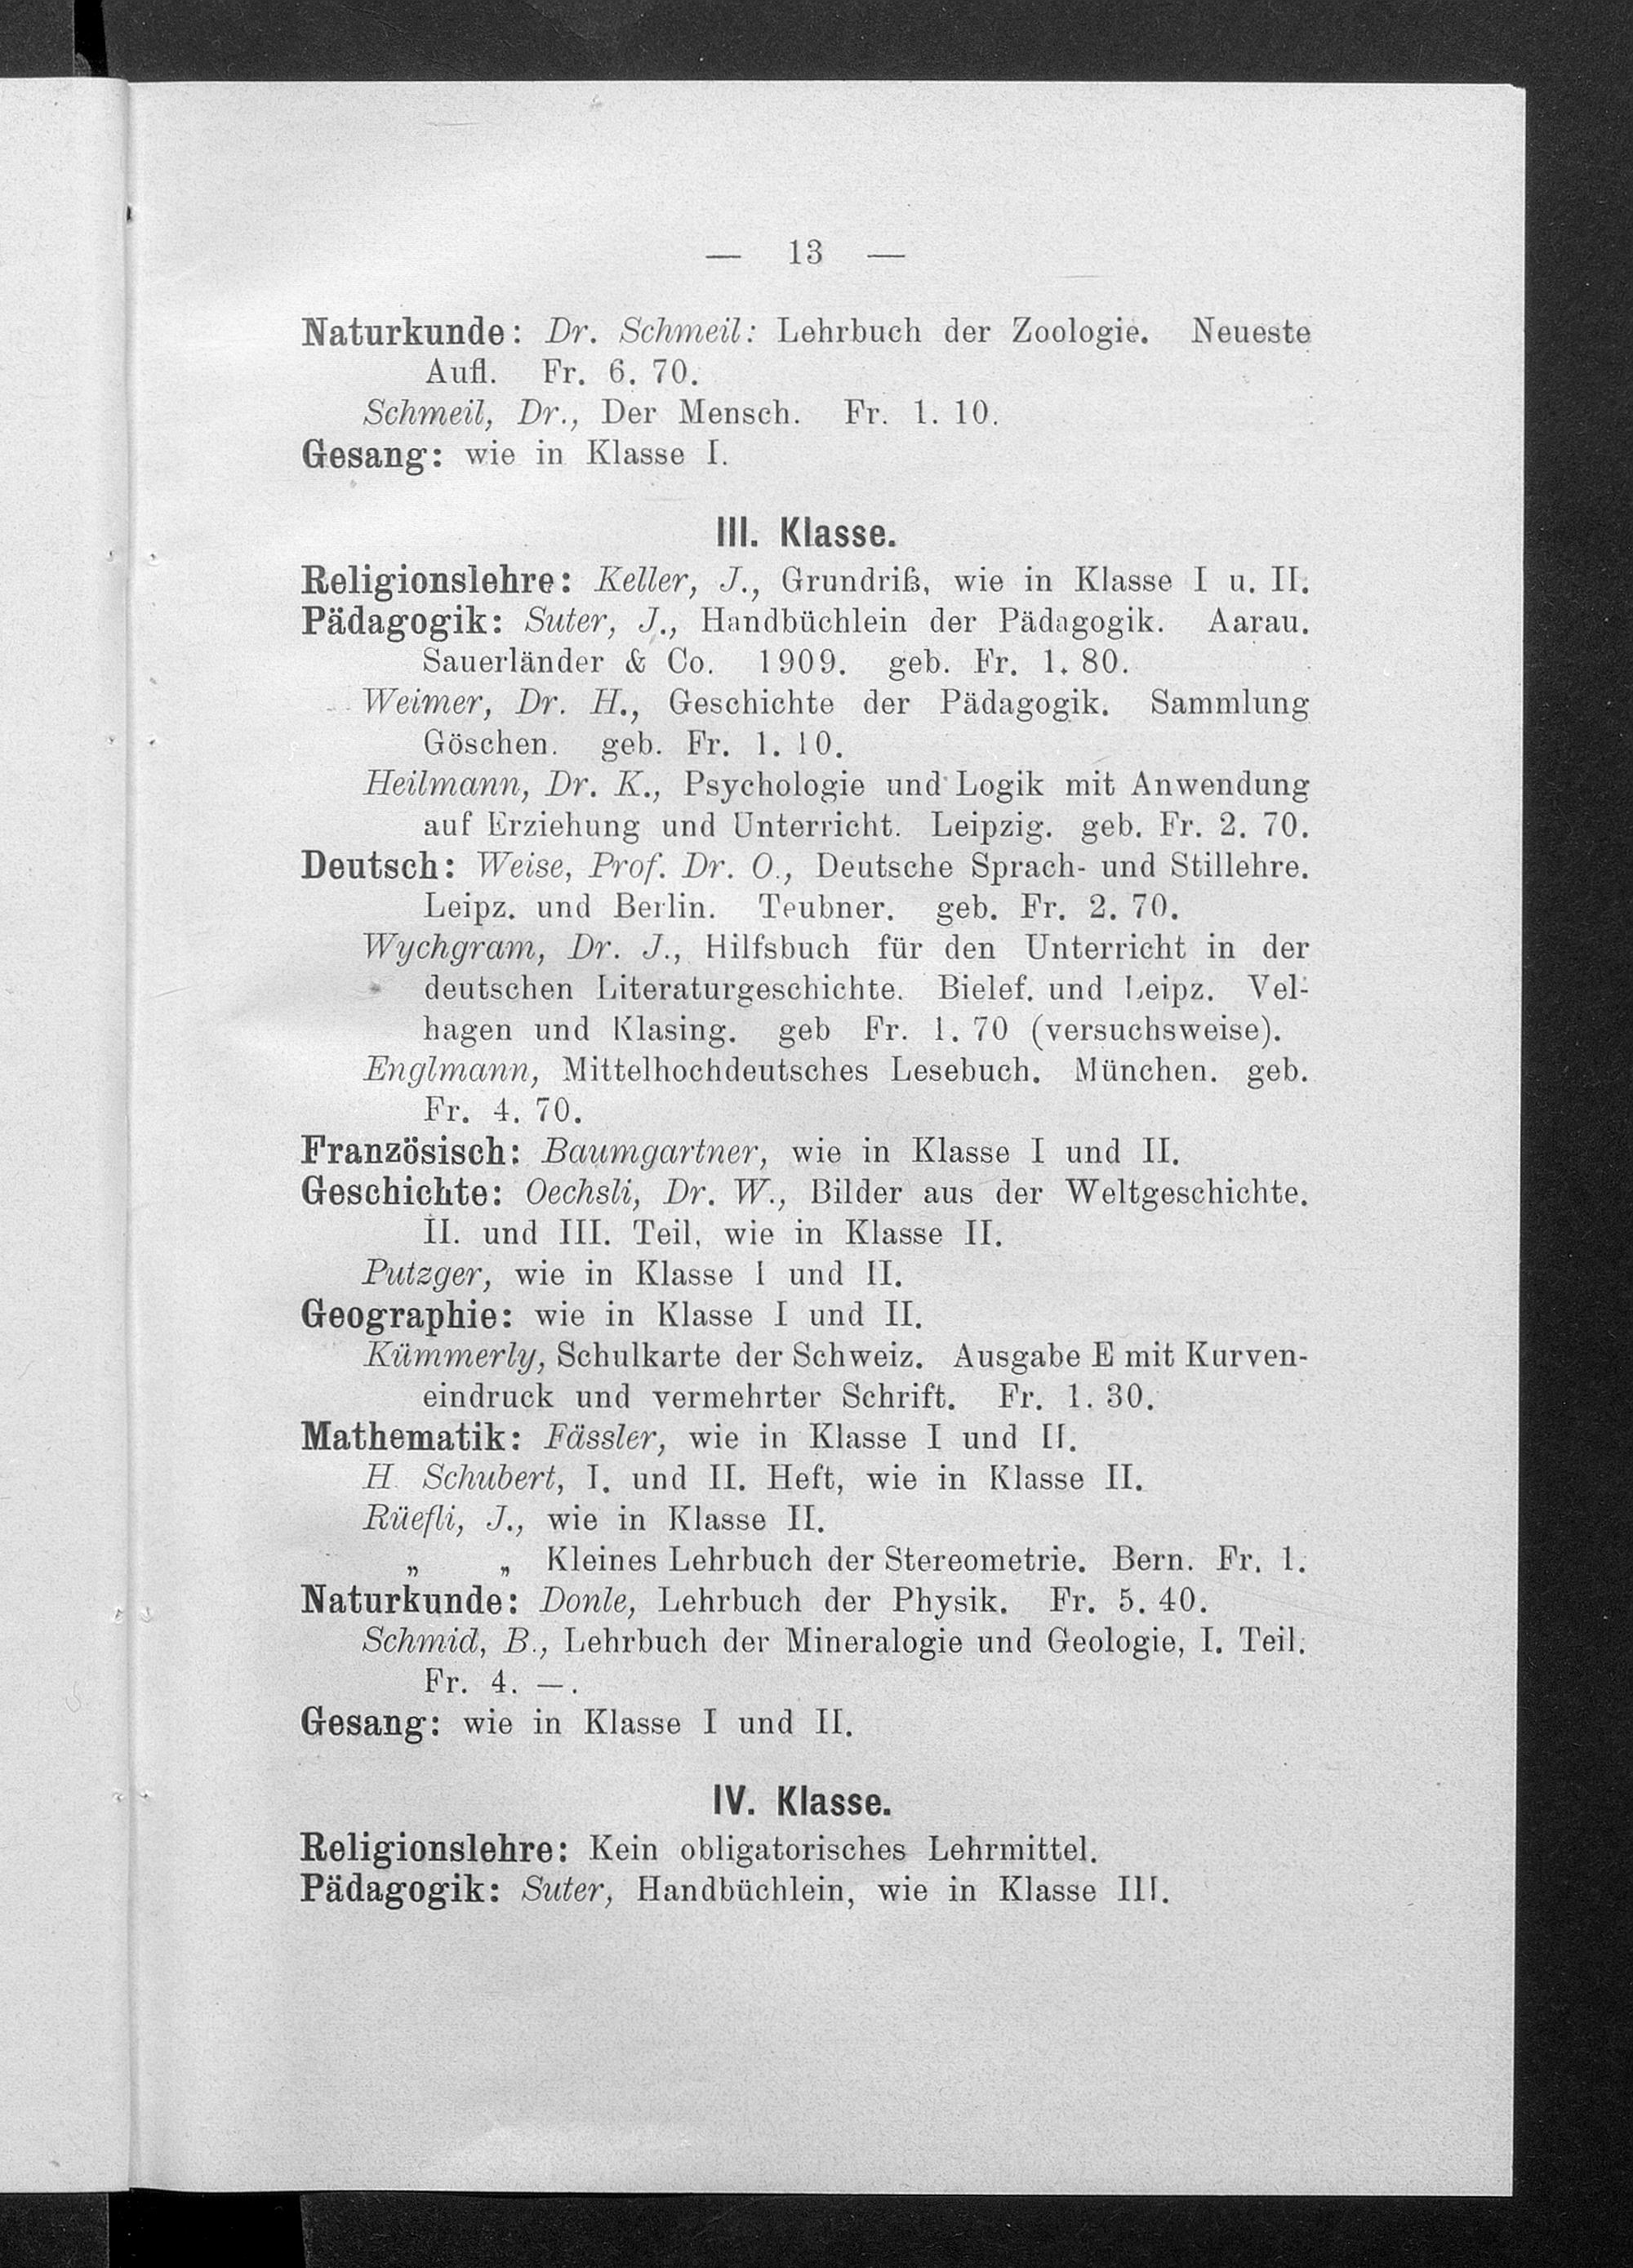 — 13 —
Naturkunde: Dr. Schmeil: Lehrbuch der Zoologie. Neueste
Aufl. Fr. 6. 70.
Schmeil, Dr., Der Mensch. Fr. 1. 10.
Gesang: wie in Klasse I.
III. Klasse.
Religionslehre: Keller, J., Grundriß, wie in Klasse I u. II.
Pädagogik: Suter, J., Handbüchlein der Pädagogik. Aarau.
Sauerländer & Co. 1909. geb. Fr. 1. 80.
Weimer, Dr. H., Geschichte der Pädagogik. Sammlung
Göschen. geb. Fr. 1. 10.
Heilmann, Dr. K., Psychologie und Logik mit Anwendung
auf Erziehung und Unterricht. Leipzig. geb. Fr. 2. 70.
Deutsch: Weise, Prof. Dr. O., Deutsche Sprach- und Stillehre.
Leipz. und Berlin. Teubner. geb. Fr. 2. 70.
Wychgram, Dr. J., Hilfsbuch für den Unterricht in der
deutschen Literaturgeschichte. Bielef. und Leipz. Vel-
hagen und Klasing. geb Fr. 1. 70 (versuchsweise).
Englmann, Mittelhochdeutsches Lesebuch. München. geb.
Fr. 4. 70.
Französisch: Baumgartner, wie in Klasse I und II.
Geschichte: Oechsli, Dr. W., Bilder aus der Weltgeschichte.
II. und III. Teil, wie in Klasse II.
Putzger, wie in Klasse I und II.
Geographie: wie in Klasse I und II.
Kümmerly, Schulkarte der Schweiz. Ausgabe E mit Kurven-
eindruck und vermehrter Schrift. Fr. 1. 30.
Mathematik: Fässler, wie in Klasse I und II.
H. Schubert, I. und II. Heft, wie in Klasse II.
Rüefli, J., wie in Klasse II.
„ „ Kleines Lehrbuch der Stereometrie. Bern. Fr. 1.
Naturkunde: Donle, Lehrbuch der Physik. Fr. 5. 40.
Schmid, B., Lehrbuch der Mineralogie und Geologie, I. Teil.
Fr. 4. —.
Gesang: wie in Klasse I und II.
IV. Klasse.
Religionslehre: Kein obligatorisches Lehrmittel.
Pädagogik: Suter, Handbüchlein, wie in Klasse III.